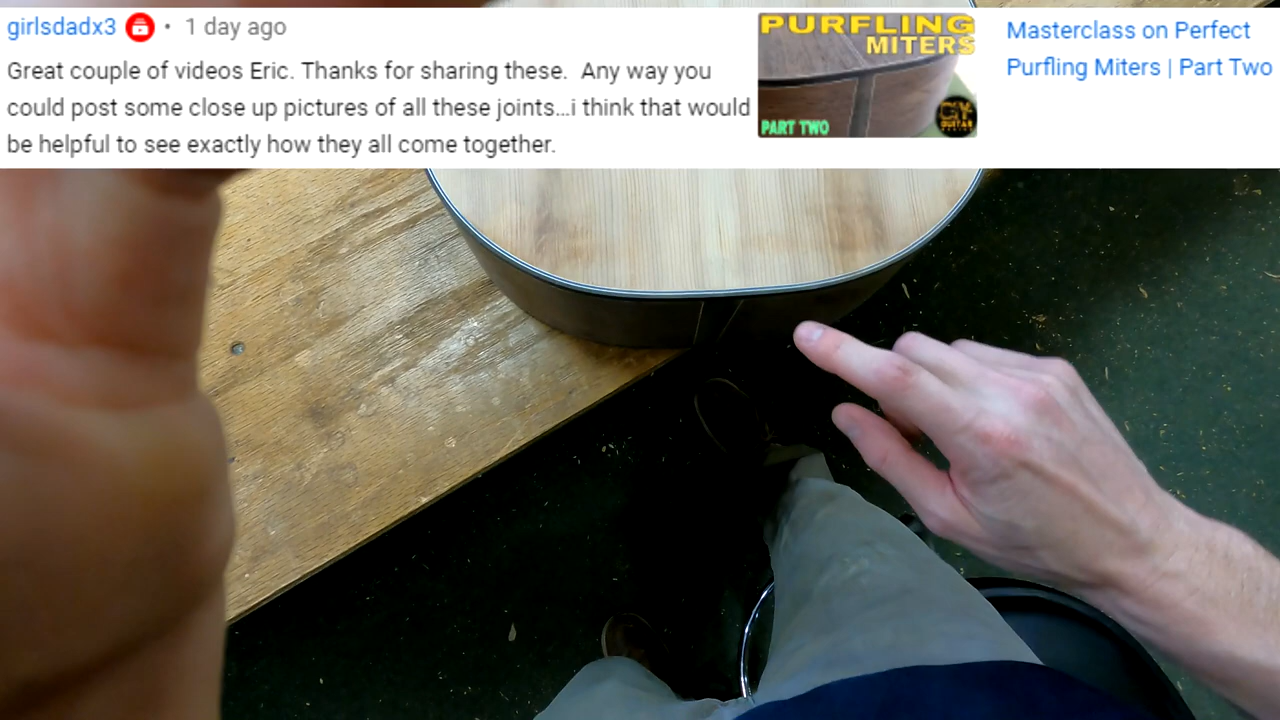 girlsdadx3 • 1 day ago
Great couple of videos Eric. Thanks for sharing these. Any way you
could post some close up pictures of all these joints...i think that would
be helpful to see exactly how they all come together.
PURFLING
MITERS
PART TWO
GUITAR
Masterclass on Perfect
Purfling Miters | Part Two